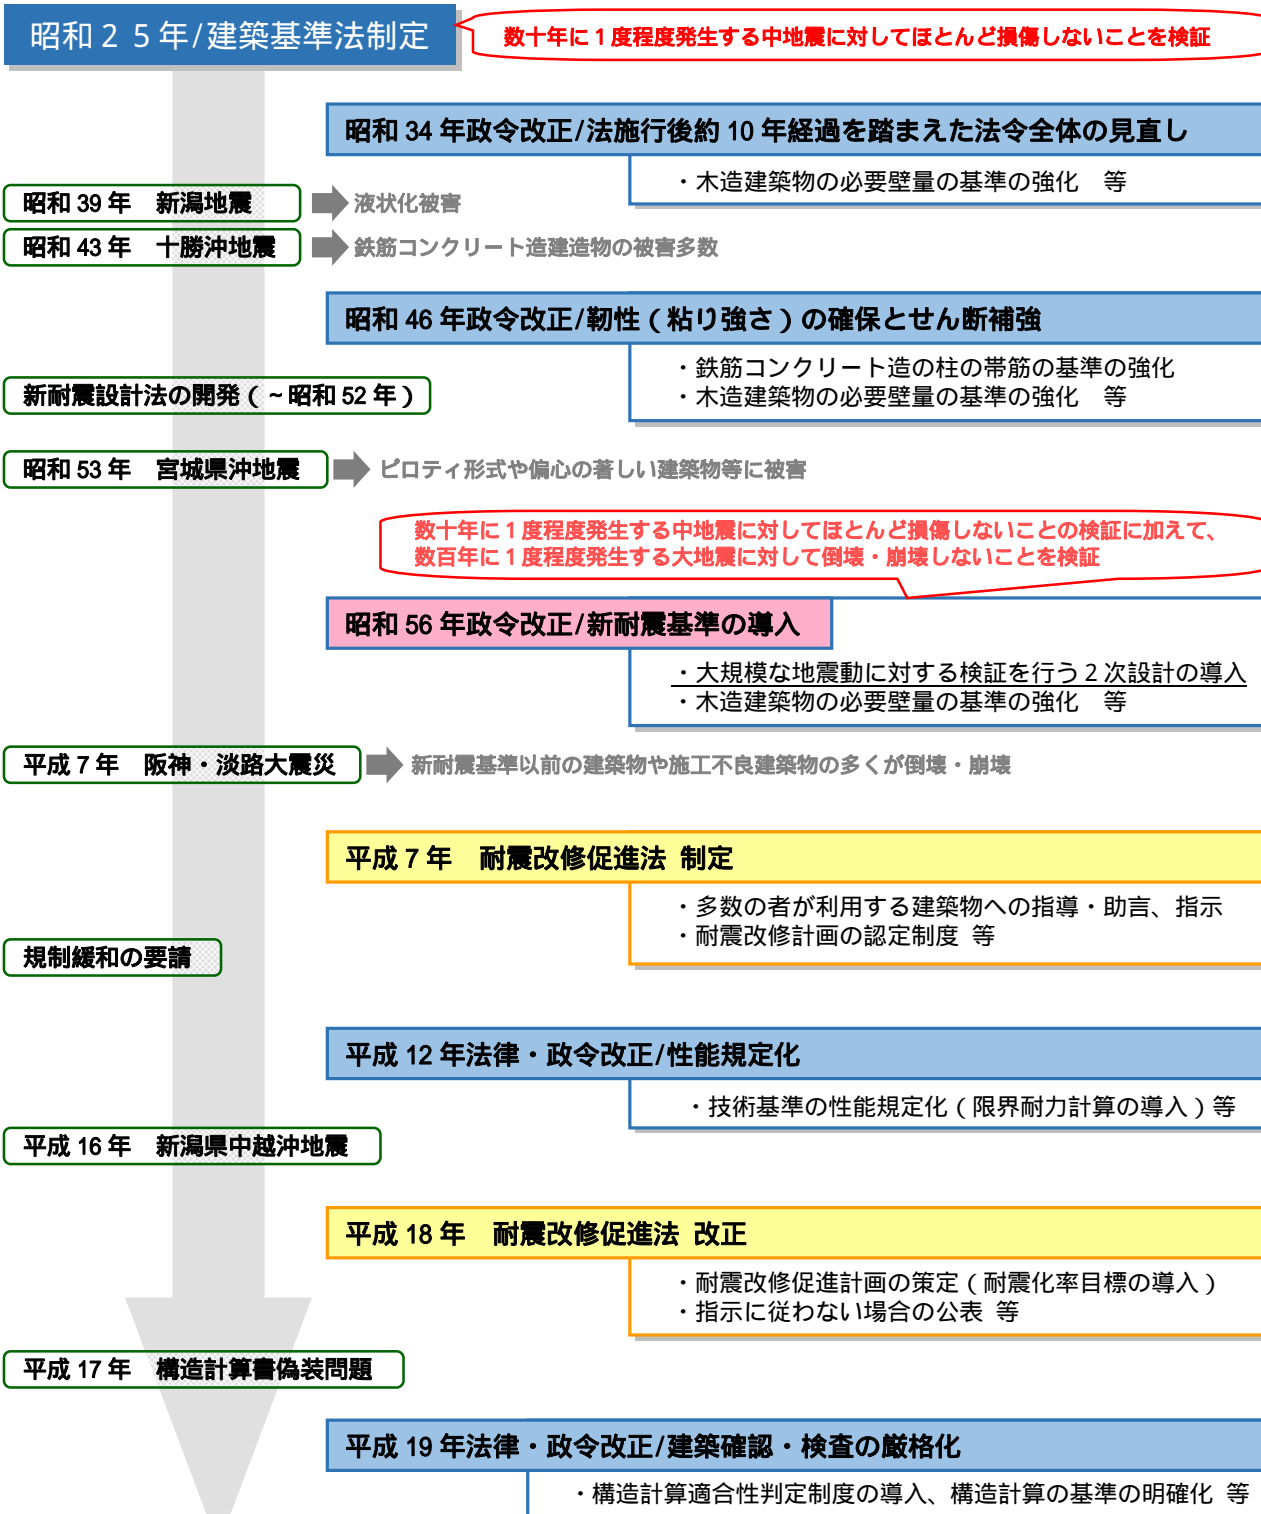 昭和２５年/建築基準法制定
数十年に１度程度発生する中地震に対してほとんど損傷しないことを検証
昭和 34 年政令改正/法施行後約 10 年経過を踏まえた法令全体の見直し
・木造建築物の必要壁量の基準の強化　等
昭和 39 年　新潟地震
液状化被害
昭和 43 年　十勝沖地震
鉄筋コンクリート造建造物の被害多数
昭和 46 年政令改正/靭性（粘り強さ）の確保とせん断補強
・鉄筋コンクリート造の柱の帯筋の基準の強化
・木造建築物の必要壁量の基準の強化　等
新耐震設計法の開発（～昭和 52 年）
昭和 53 年　宮城県沖地震
ピロティ形式や偏心の著しい建築物等に被害
数十年に１度程度発生する中地震に対してほとんど損傷しないことの検証に加えて、
数百年に１度程度発生する大地震に対して倒壊・崩壊しないことを検証
昭和 56 年政令改正/新耐震基準の導入
・大規模な地震動に対する検証を行う２次設計の導入
・木造建築物の必要壁量の基準の強化　等
平成７年　阪神・淡路大震災
新耐震基準以前の建築物や施工不良建築物の多くが倒壊・崩壊
平成７年　耐震改修促進法 制定
・多数の者が利用する建築物への指導・助言、指示
・耐震改修計画の認定制度 等
規制緩和の要請
平成 12 年法律・政令改正/性能規定化
・技術基準の性能規定化（限界耐力計算の導入）等
平成 16 年　新潟県中越沖地震
平成 18 年　耐震改修促進法 改正
・耐震改修促進計画の策定（耐震化率目標の導入）
・指示に従わない場合の公表 等
平成 17 年　構造計算書偽装問題
平成 19 年法律・政令改正/建築確認・検査の厳格化
・構造計算適合性判定制度の導入、構造計算の基準の明確化 等